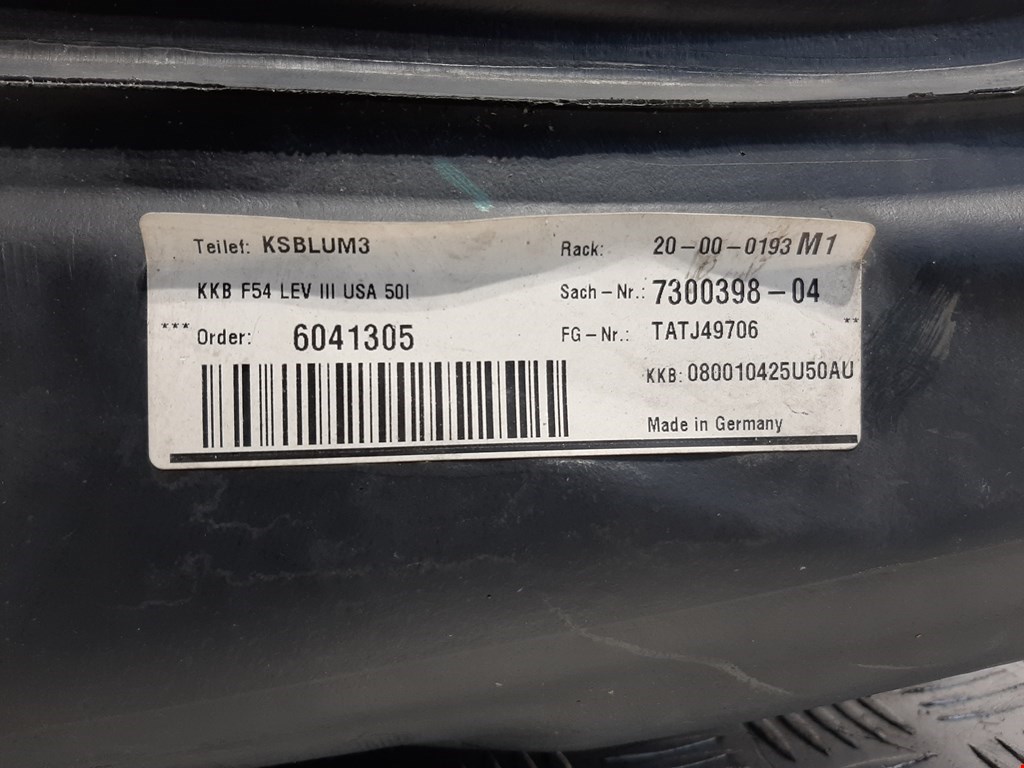 Teilef: KSBLUM3
Rack: 20-00-0193 M1
KKB F54 LEV III USA 50l
Sach-Nr.: 7300398-04
*** Order: 6041305
FG-Nr.: TATJ49706 **
KKB: 080010425U50AU
Made in Germany